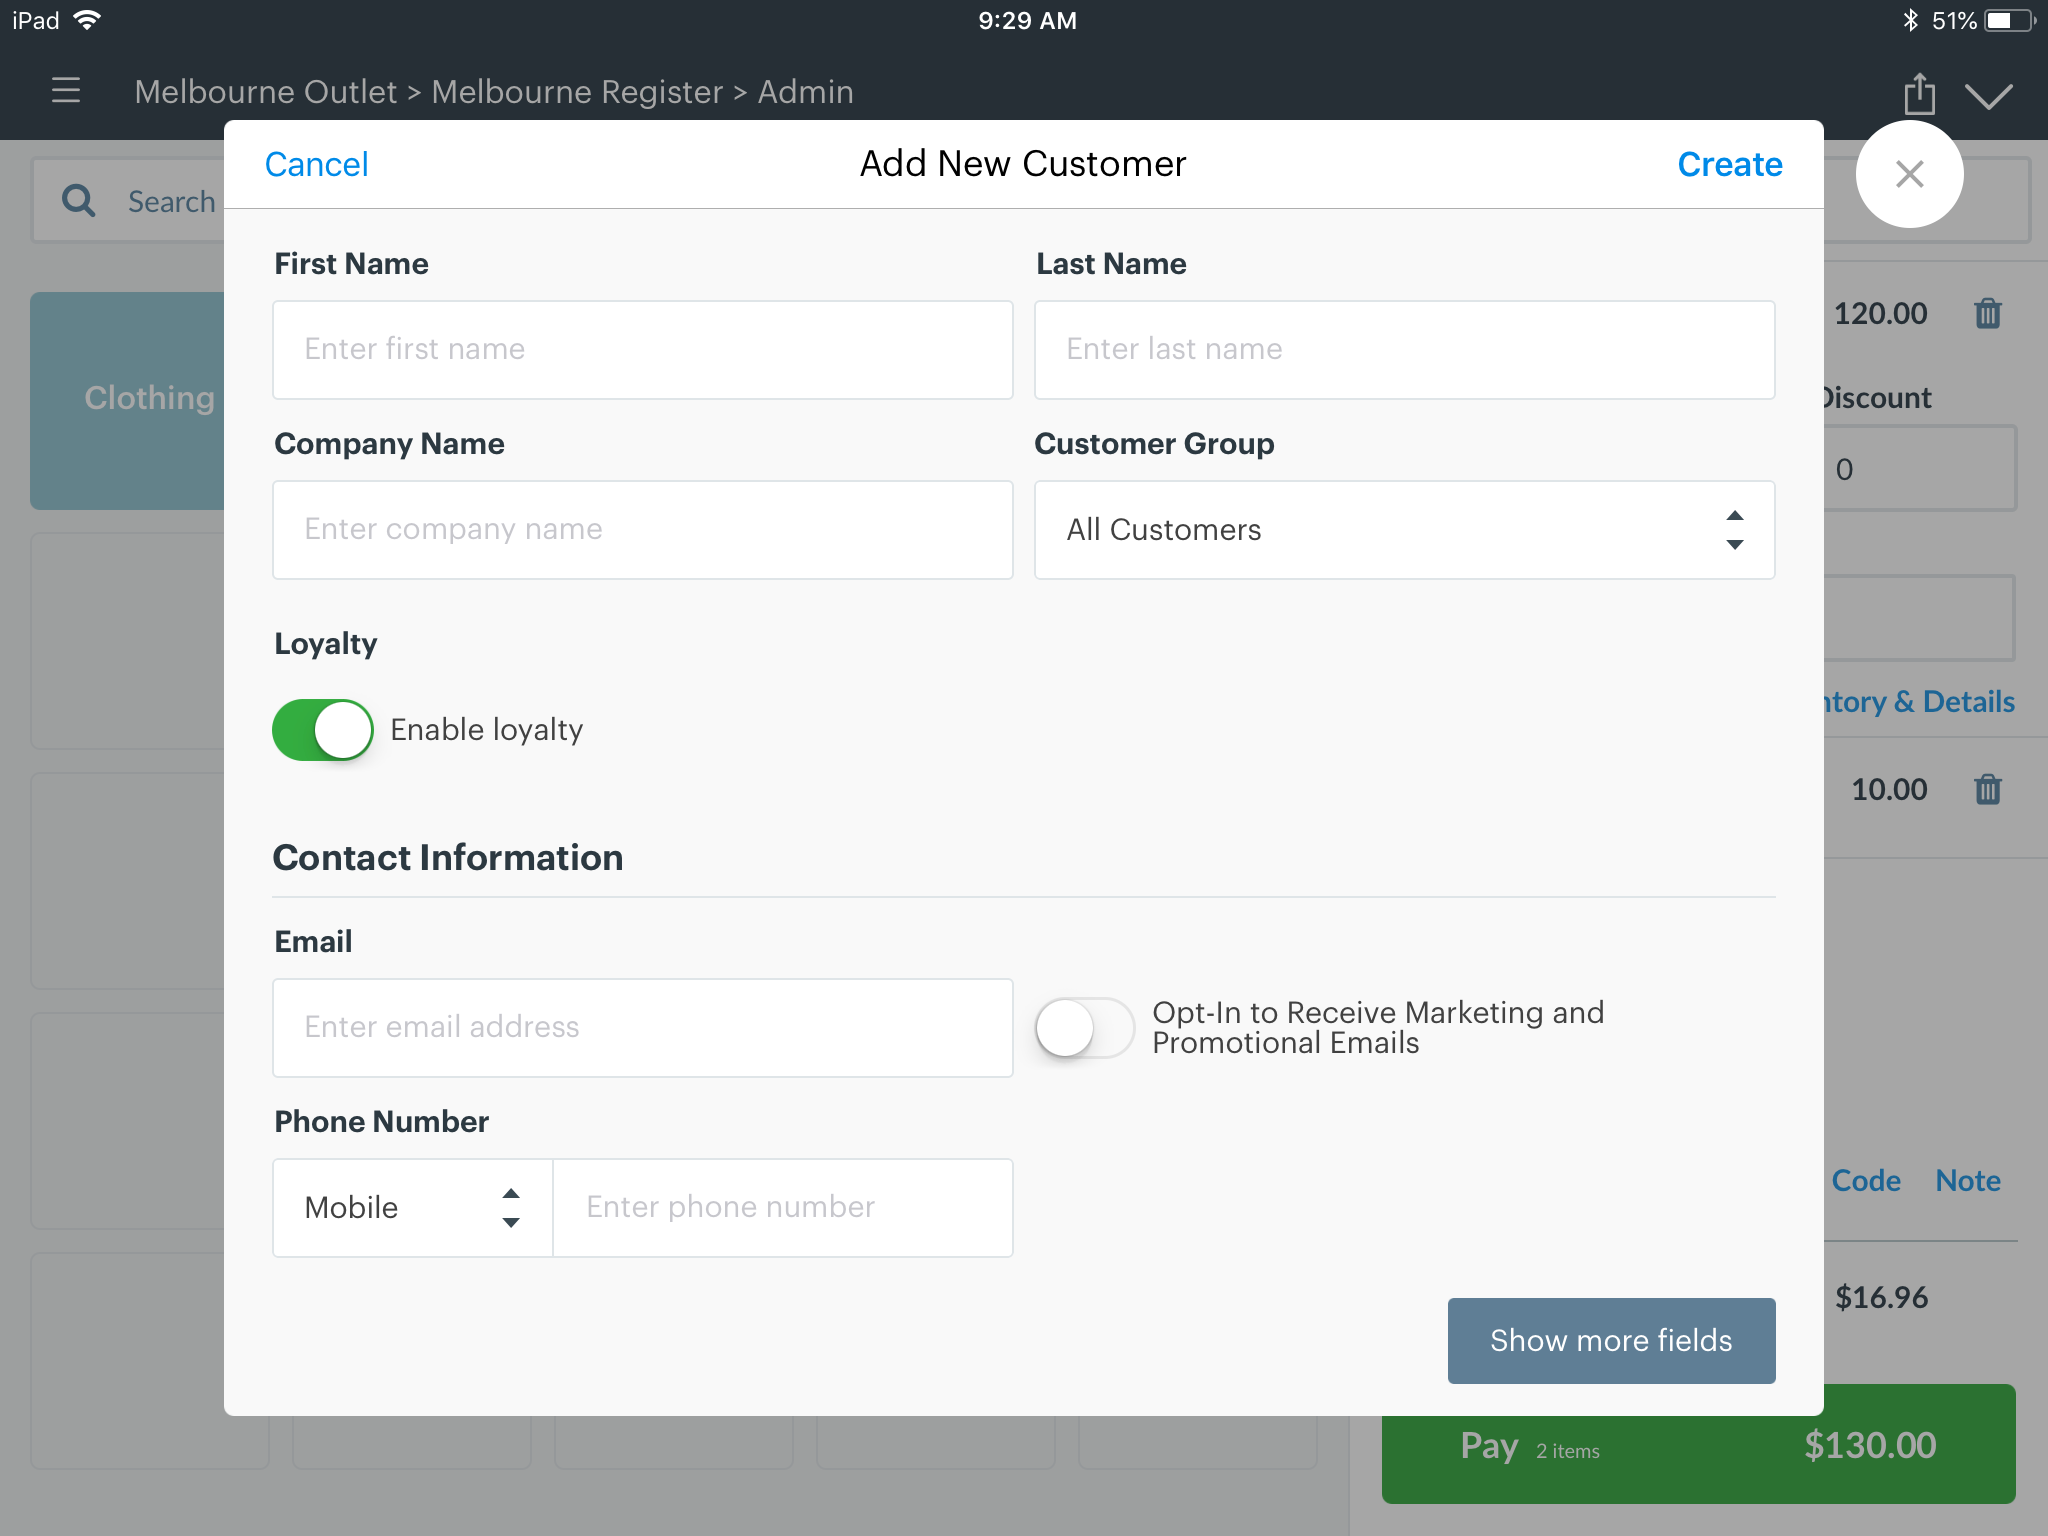 iPad 9:29 AM 51%
Melbourne Outlet > Melbourne Register > Admin
Cancel Add New Customer Create
Search
First Name Last Name
Enter first name Enter last name
120.00
Clothing
Discount
Company Name Customer Group
Enter company name All Customers
0
Loyalty
Enable loyalty
& Details
10.00
Contact Information
Email
Enter email address
Opt-In to Receive Marketing and
Promotional Emails
Phone Number
Mobile Enter phone number
Code Note
$16.96
Show more fields
Pay 2 items $130.00